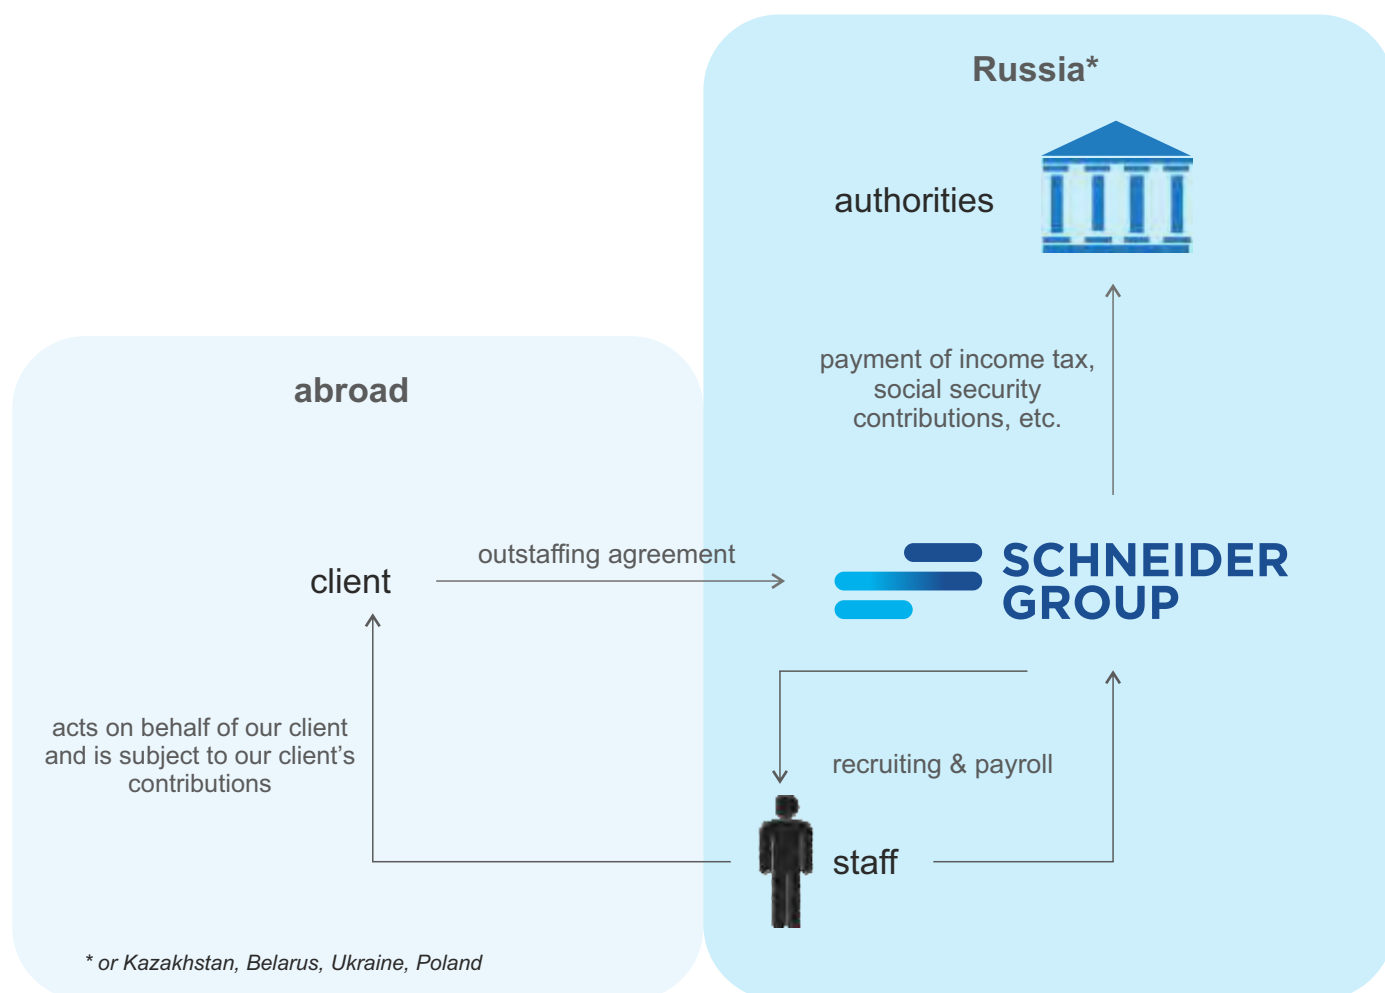 Russia*
authorities
payment of income tax,
social security
contributions, etc.
abroad
client
outstaffing agreement
SCHNEIDER
GROUP
acts on behalf of our client
and is subject to our client's
contributions
recruiting & payroll
staff
* or Kazakhstan, Belarus, Ukraine, Poland